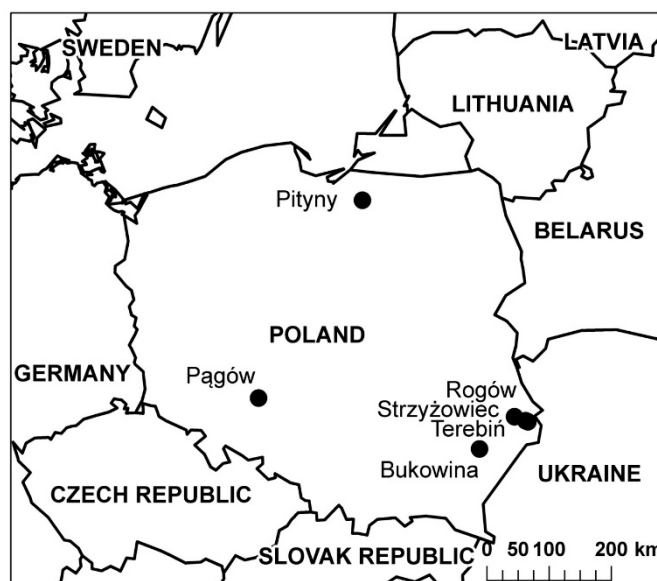 SWEDEN
LATVIA
LITHUANIA
Pityny
BELARUS
POLAND
GERMANY
Pągów
Rogów
Strzyżowiec
Terebiń
Bukowina
UKRAINE
CZECH REPUBLIC
SLOVAK REPUBLIC
0 50 100 200 km